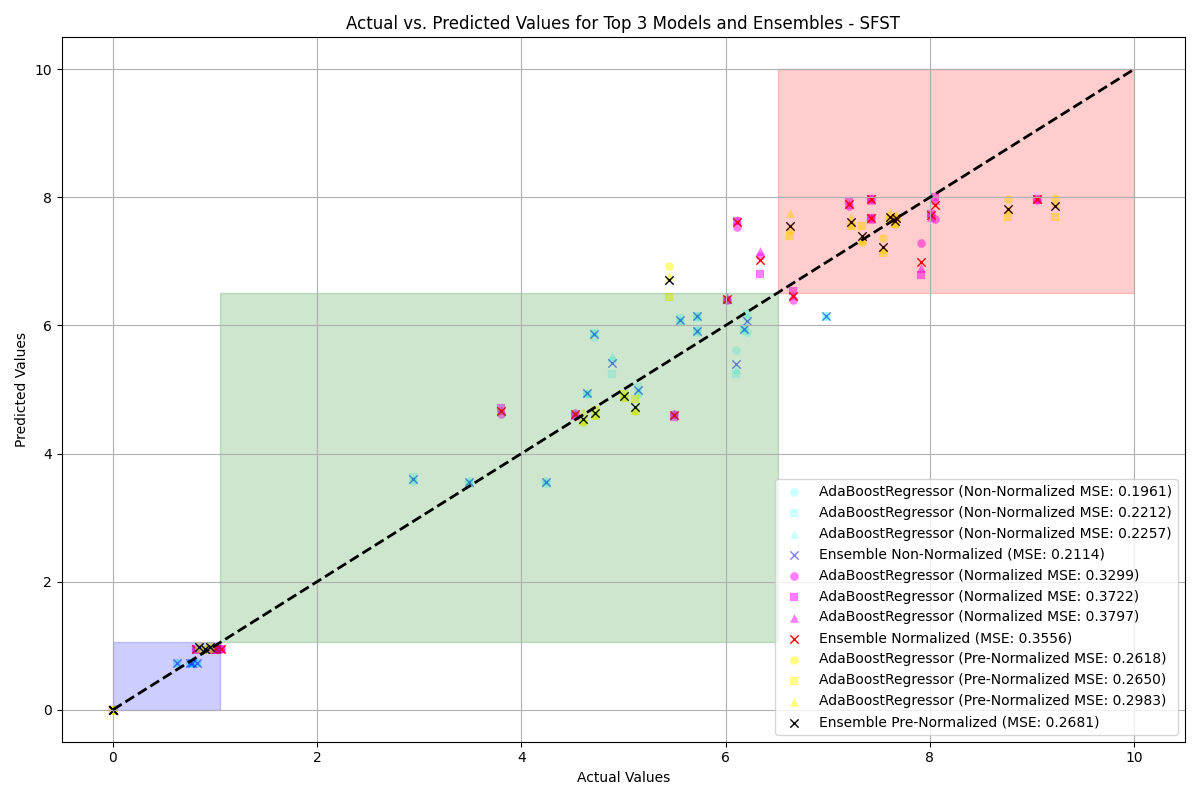 Actual vs. Predicted Values for Top 3 Models and Ensembles - SFST
10
8
6
4
2
0
Predicted Values
AdaBoostRegressor (Non-Normalized MSE: 0.1961)
AdaBoostRegressor (Non-Normalized MSE: 0.2212)
AdaBoostRegressor (Non-Normalized MSE: 0.2257)
Ensemble Non-Normalized (MSE: 0.2114)
AdaBoostRegressor (Normalized MSE: 0.3299)
AdaBoostRegressor (Normalized MSE: 0.3722)
AdaBoostRegressor (Normalized MSE: 0.3797)
Ensemble Normalized (MSE: 0.3556)
AdaBoostRegressor (Pre-Normalized MSE: 0.2618)
AdaBoostRegressor (Pre-Normalized MSE: 0.2650)
AdaBoostRegressor (Pre-Normalized MSE: 0.2983)
Ensemble Pre-Normalized (MSE: 0.2681)
0 2 4 6 8 10
Actual Values